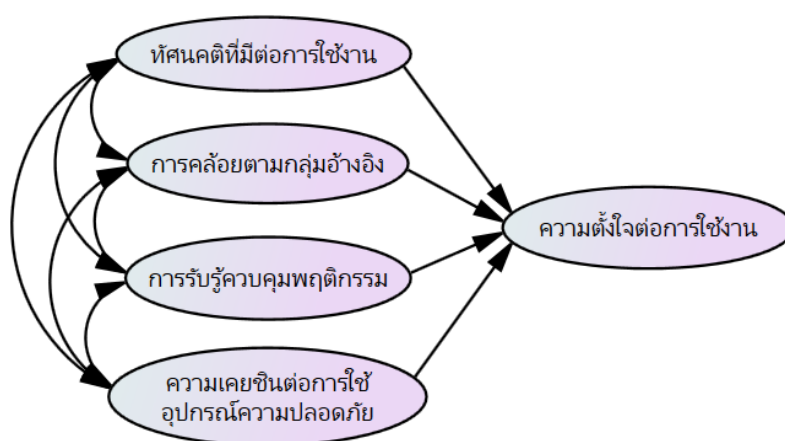 ทัศนคติที่มีต่อการใช้งาน
การคล้อยตามกลุ่มอ้างอิง
ความตั้งใจต่อการใช้งาน
การรับรู้ควบคุมพฤติกรรม
ความเคยชินต่อการใช้
อุปกรณ์ความปลอดภัย